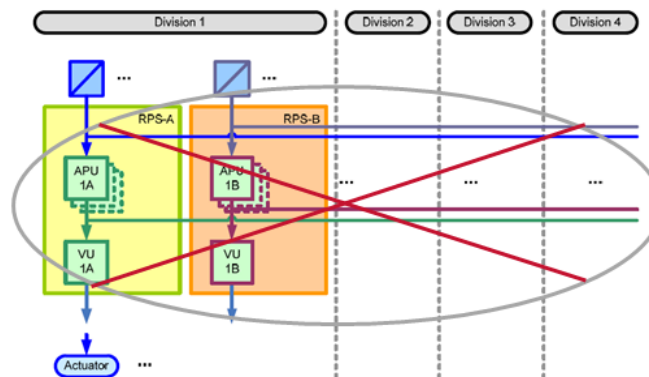 Division 1 Division 2 Division 3 Division 4
... ...
RPS-A RPS-B
APU
1A
APU
1B
... ... ...
VU
1A
VU
1B
Actuator ...